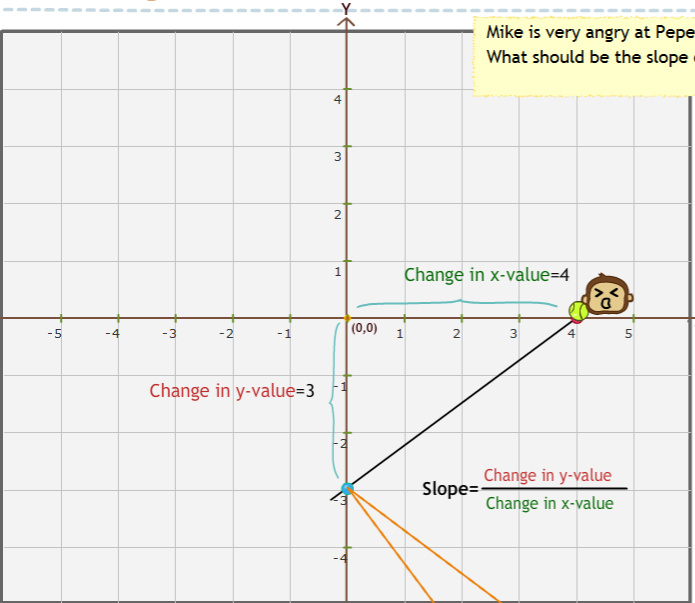 Y
Mike is very angry at Pepe
What should be the slope
4
3
2
1
Change in x-value=4
-5 -4 -3 -2 -1 (0,0) 1 2 3 4 5
Change in y-value=3
-1
-2
Slope= Change in y-value
Change in x-value
-3
-4